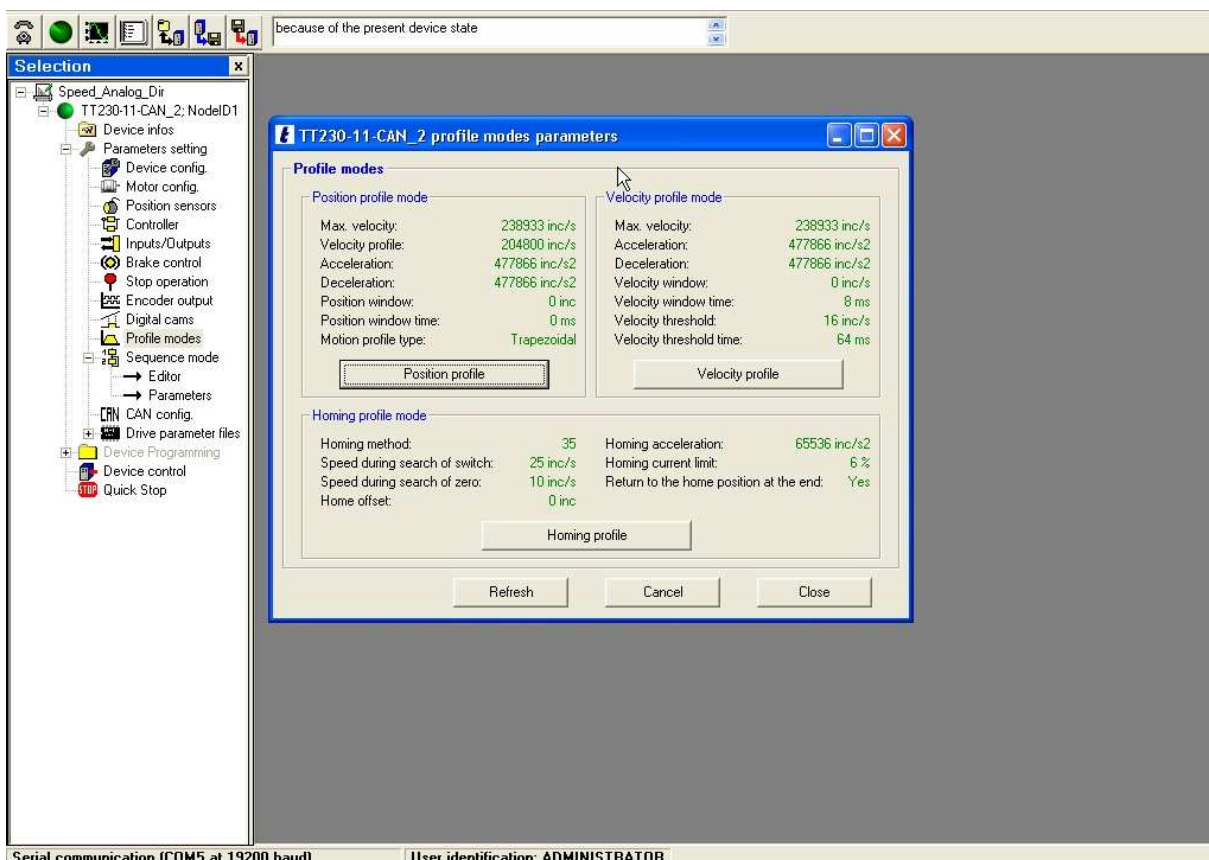 because of the present device state
Selection
Speed_Analog_Dir
TT230-11-CAN_2; NodeID1
Device infos
Parameters setting
Device config.
Motor config.
Position sensors
Controller
Inputs/Outputs
Brake control
Stop operation
Encoder output
Digital cams
Profile modes
Sequence mode
Editor
Parameters
CAN CAN config.
Drive parameter files
Device Programming
Device control
STOP Quick Stop
t TT230-11-CAN_2 profile modes parameters
Profile modes
Position profile mode
Max. velocity: 238933 inc/s
Velocity profile: 204800 inc/s
Acceleration: 477866 inc/s2
Deceleration: 477866 inc/s2
Position window: 0 inc
Position window time: 0 ms
Motion profile type: Trapezoidal
Position profile
Velocity profile mode
Max. velocity: 238933 inc/s
Acceleration: 477866 inc/s2
Deceleration: 477866 inc/s2
Velocity window: 0 inc/s
Velocity window time: 8 ms
Velocity threshold: 16 inc/s
Velocity threshold time: 64 ms
Velocity profile
Homing profile mode
Homing method: 35
Speed during search of switch: 25 inc/s
Speed during search of zero: 10 inc/s
Home offset: 0 inc
Homing acceleration: 65536 inc/s2
Homing current limit: 6 %
Return to the home position at the end: Yes
Homing profile
Refresh
Cancel
Close
Serial communication (COM5 at 19200 baud)
User identification: ADMINISTRATOR